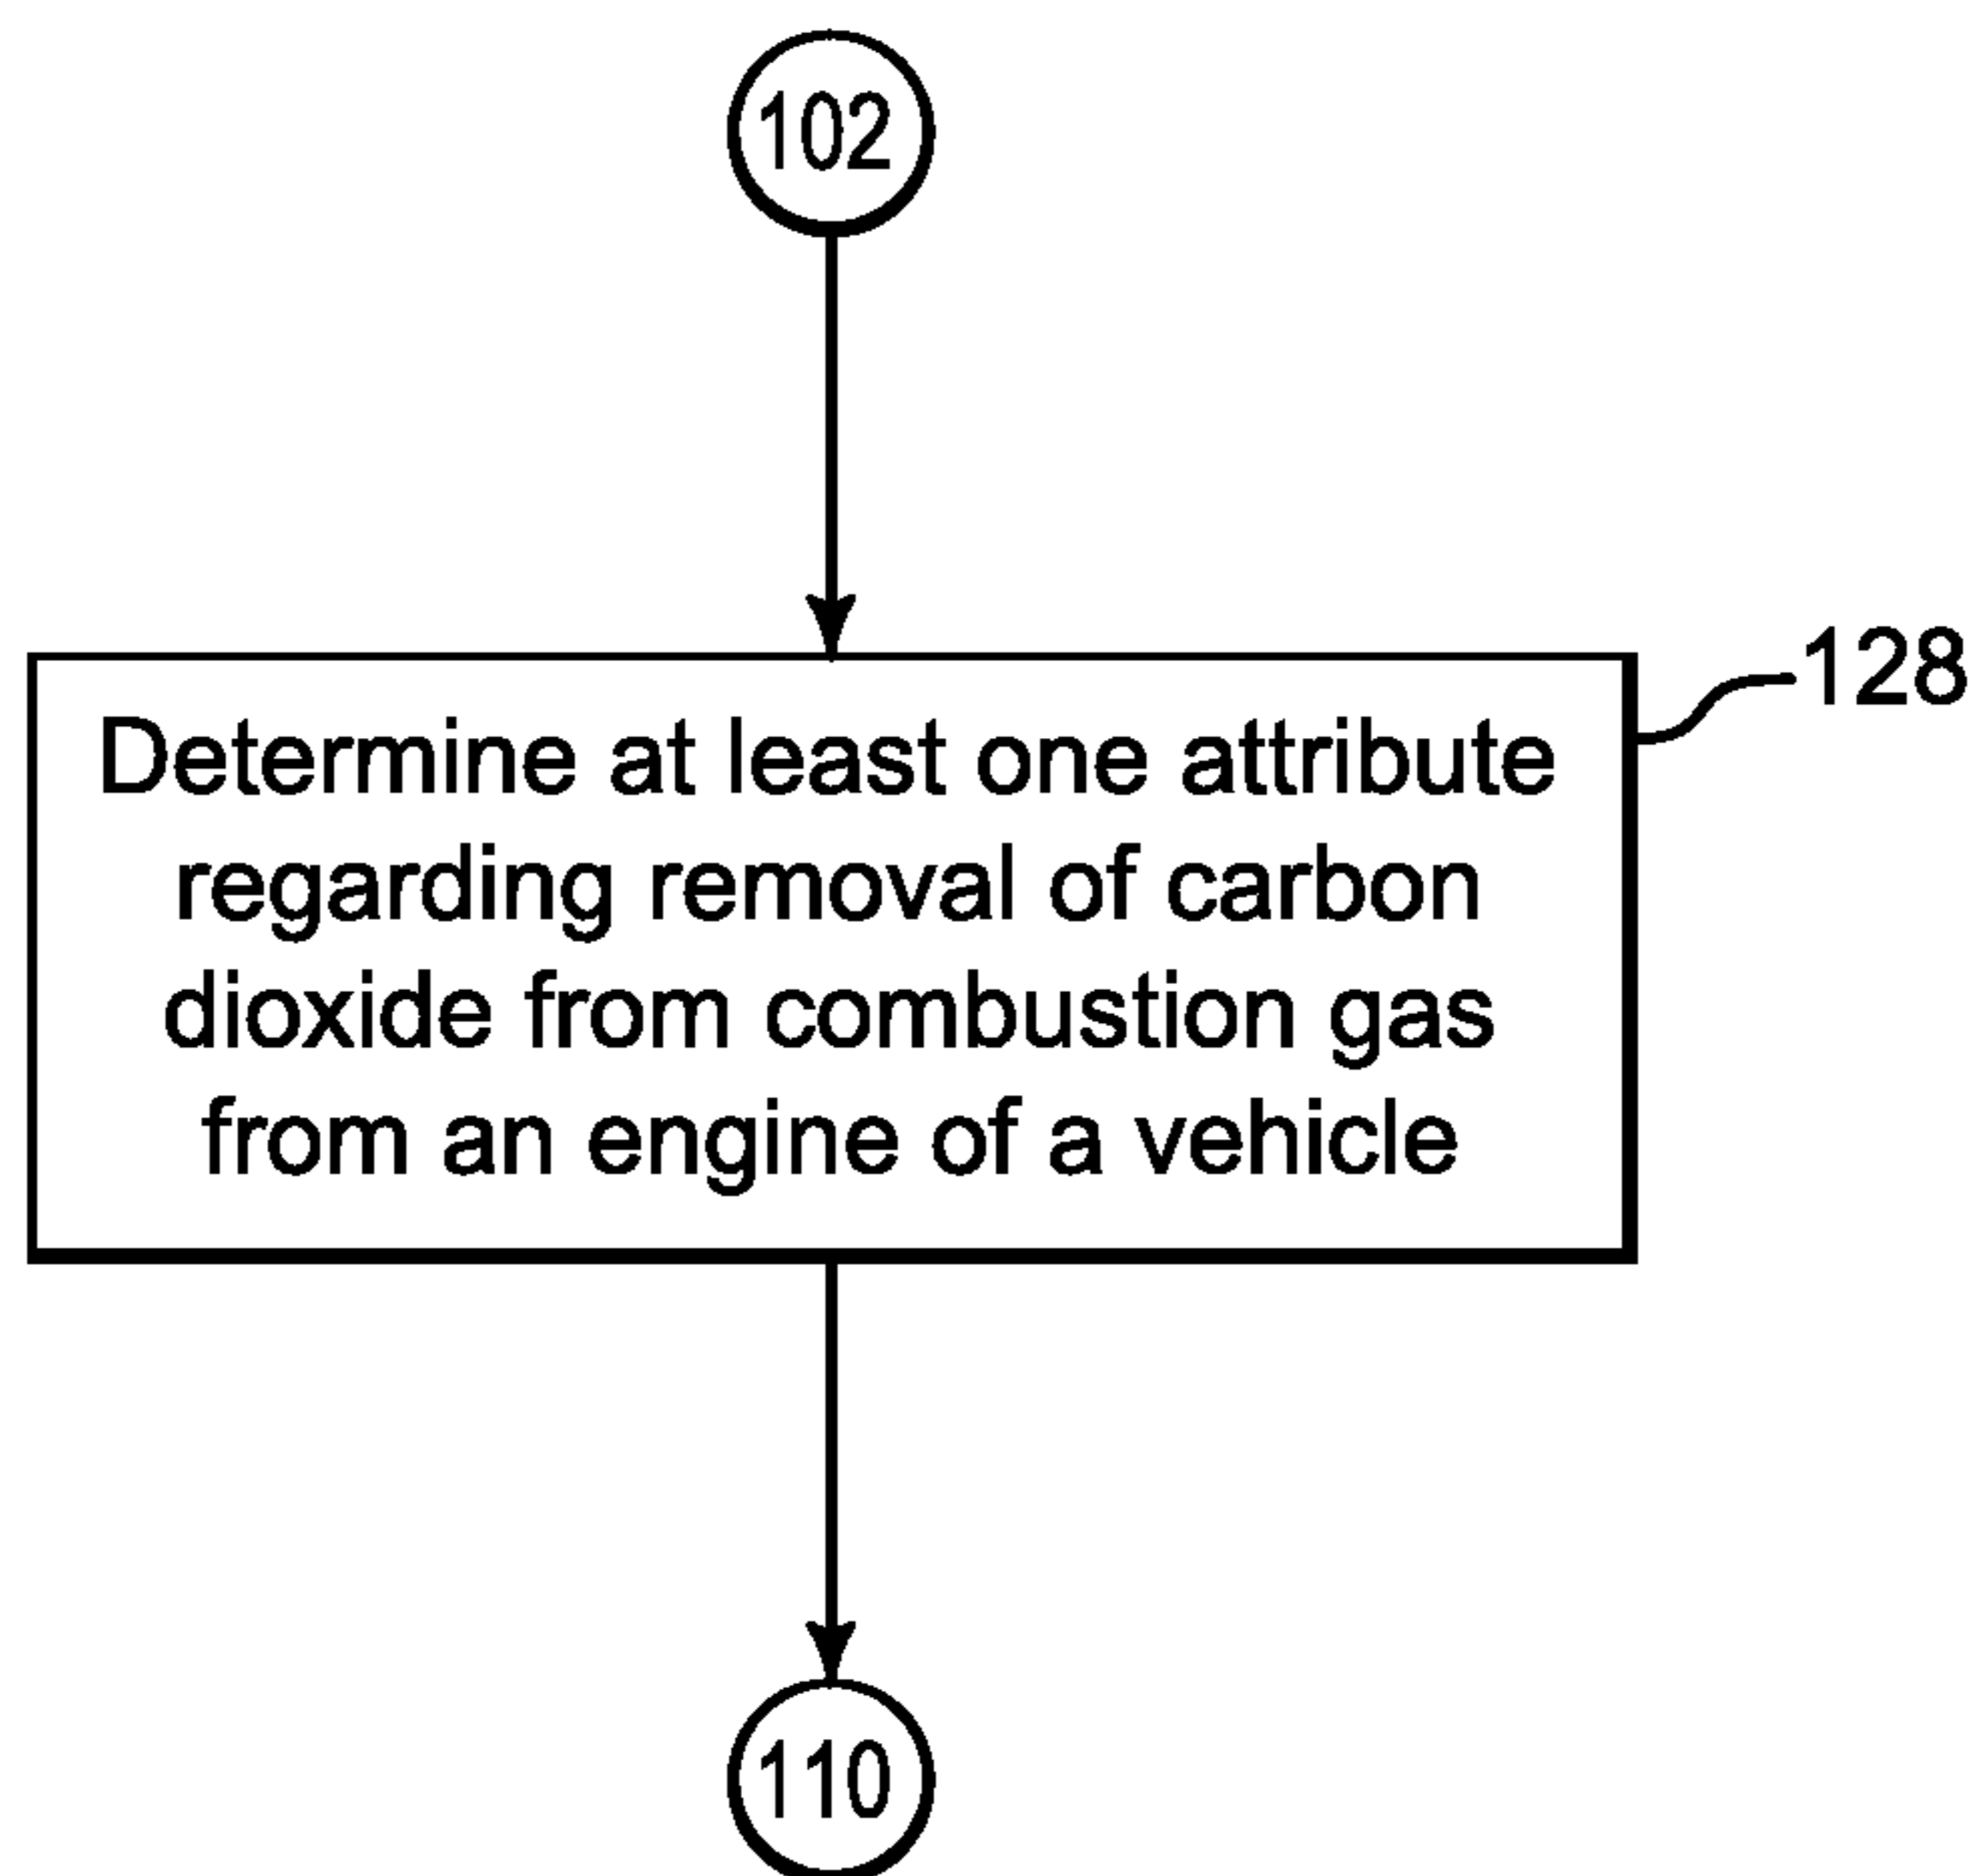 102
128
Determine at least one attribute
regarding removal of carbon
dioxide from combustion gas
from an engine of a vehicle
110